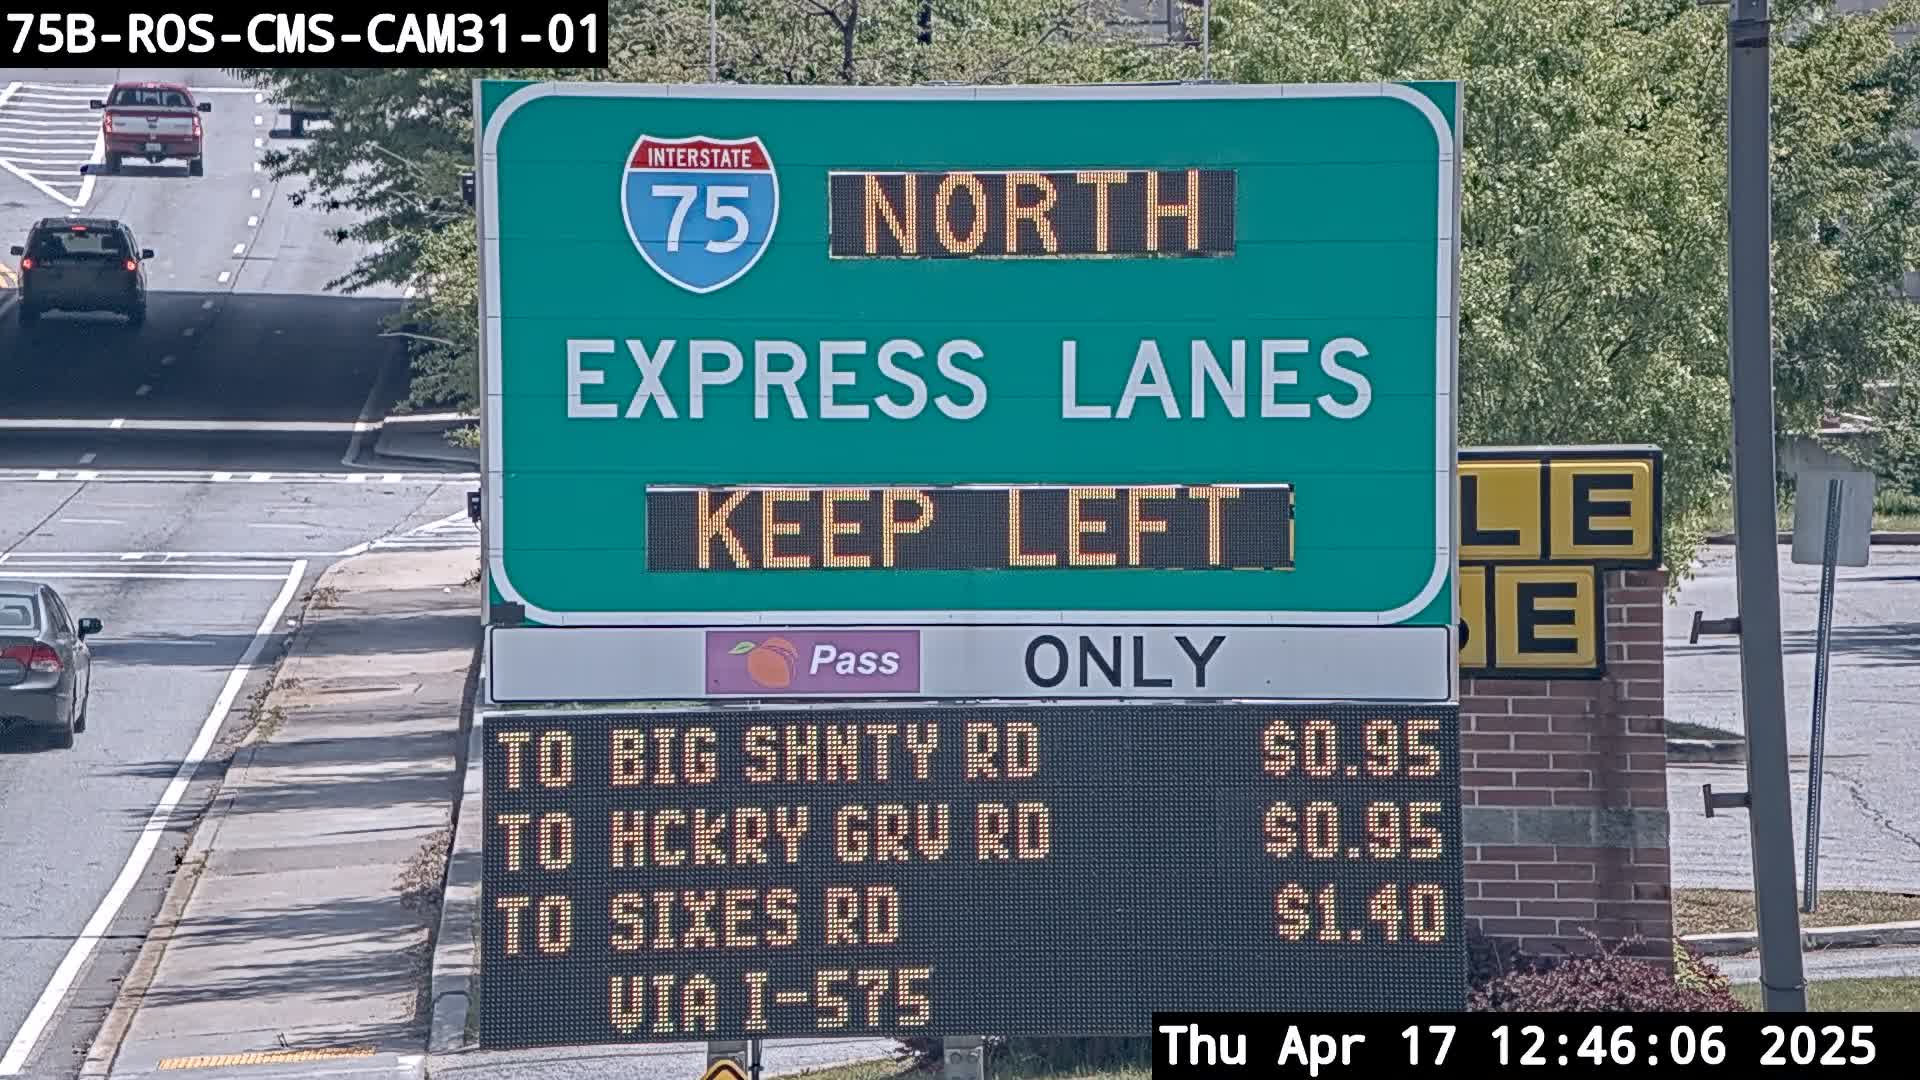 75B-ROS-CMS-CAM31-01
INTERSTATE
75
NORTH
EXPRESS LANES
KEEP LEFT
Pass ONLY
TO BIG SHNTY RD $0.95
TO HCKRY GRV RD $0.95
TO SIXES RD $1.40
VIA I-575
LE
E
Thu Apr 17 12:46:06 2025